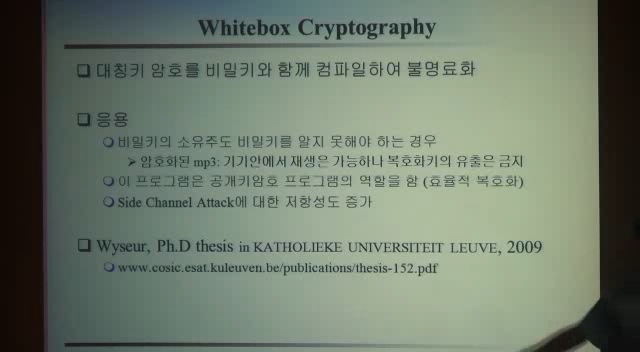 Whitebox Cryptography
❑ 대칭키 암호를 비밀키와 함께 컴파일하여 불명료화
❑ 응용
❍ 비밀키의 소유주도 비밀키를 알지 못해야 하는 경우
➢ 암호화된 mp3: 기기안에서 재생은 가능하나 복호화키의 유출은 금지
❍ 이 프로그램은 공개키암호 프로그램의 역할을 함 (효율적 복호화)
❍ Side Channel Attack에 대한 저항성도 증가
❑ Wyseur, Ph.D thesis in KATHOLIEKE UNIVERSITEIT LEUVE, 2009
❍ www.cosic.esat.kuleuven.be/publications/thesis-152.pdf